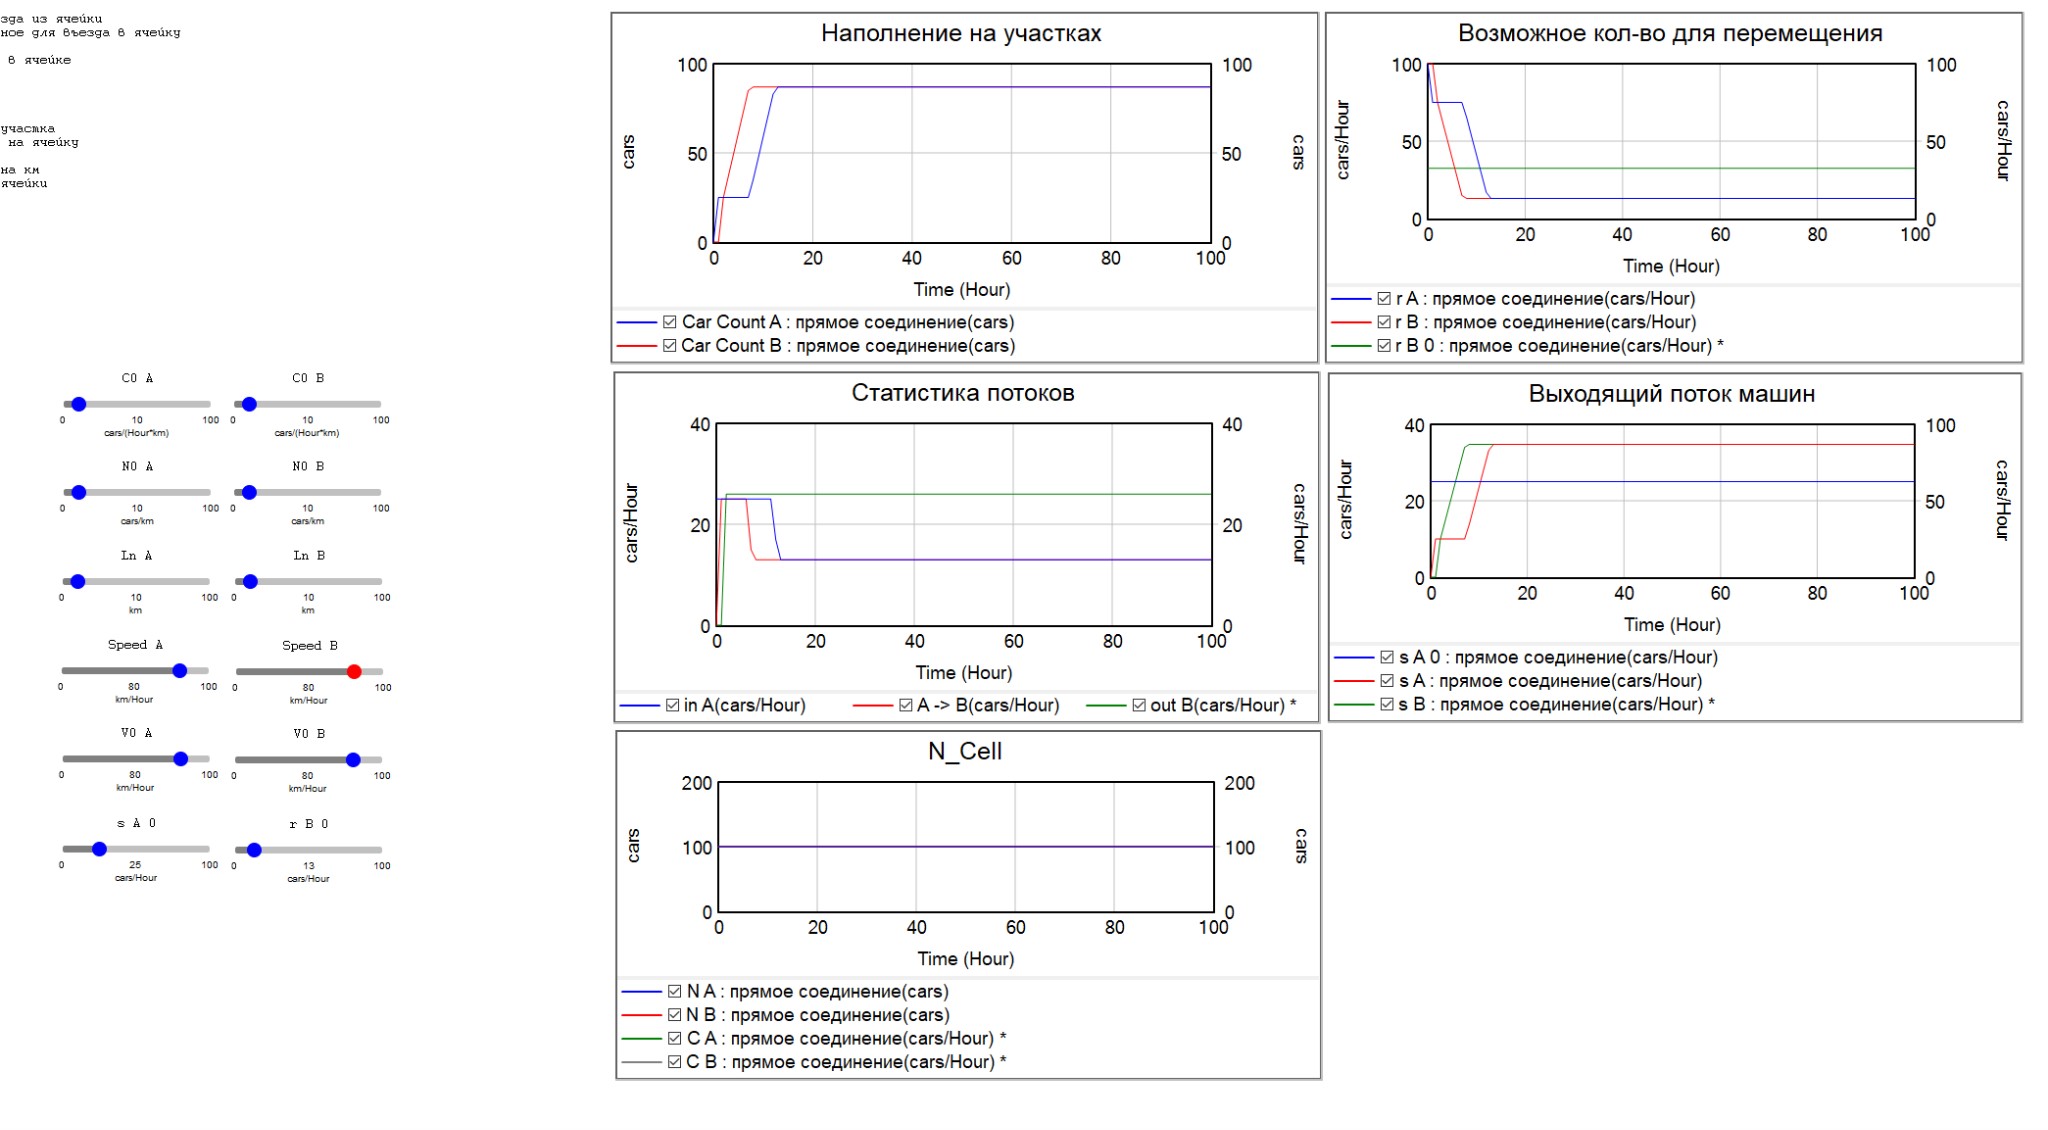 зда из ячейки
ное для въезда в ячейку
в ячейке
участка
на ячейку
на км
ячейки
C0 A
0 10 100
cars/(Hour*km)
C0 B
0 10 100
cars/(Hour*km)
N0 A
0 10 100
cars/km
N0 B
0 10 100
cars/km
Ln A
0 10 100
km
Ln B
0 10 100
km
Speed A
0 80 100
km/Hour
Speed B
0 80 100
km/Hour
V0 A
0 80 100
km/Hour
V0 B
0 80 100
km/Hour
s A 0
0 25 100
cars/Hour
r B 0
0 13 100
cars/Hour
Наполнение на участках
100 100
cars 50 50 cars
0 0
0 20 40 60 80 100
Time (Hour)
Car Count A : прямое соединение(cars)
Car Count B : прямое соединение(cars)
Возможное кол-во для перемещения
100 100
cars/Hour 50 50 cars/Hour
0 0
0 20 40 60 80 100
Time (Hour)
r A : прямое соединение(cars/Hour)
r B : прямое соединение(cars/Hour)
r B 0 : прямое соединение(cars/Hour) *
Статистика потоков
40 40
cars/Hour 20 20 cars/Hour
0 0
0 20 40 60 80 100
Time (Hour)
in A(cars/Hour) A -> B(cars/Hour) out B(cars/Hour) *
Выходящий поток машин
40 100
cars/Hour 20 50 cars/Hour
0 0
0 20 40 60 80 100
Time (Hour)
s A 0 : прямое соединение(cars/Hour)
s A : прямое соединение(cars/Hour)
s B : прямое соединение(cars/Hour) *
N_Cell
200 200
cars 100 100 cars
0 0
0 20 40 60 80 100
Time (Hour)
N A : прямое соединение(cars)
N B : прямое соединение(cars)
C A : прямое соединение(cars/Hour) *
C B : прямое соединение(cars/Hour) *